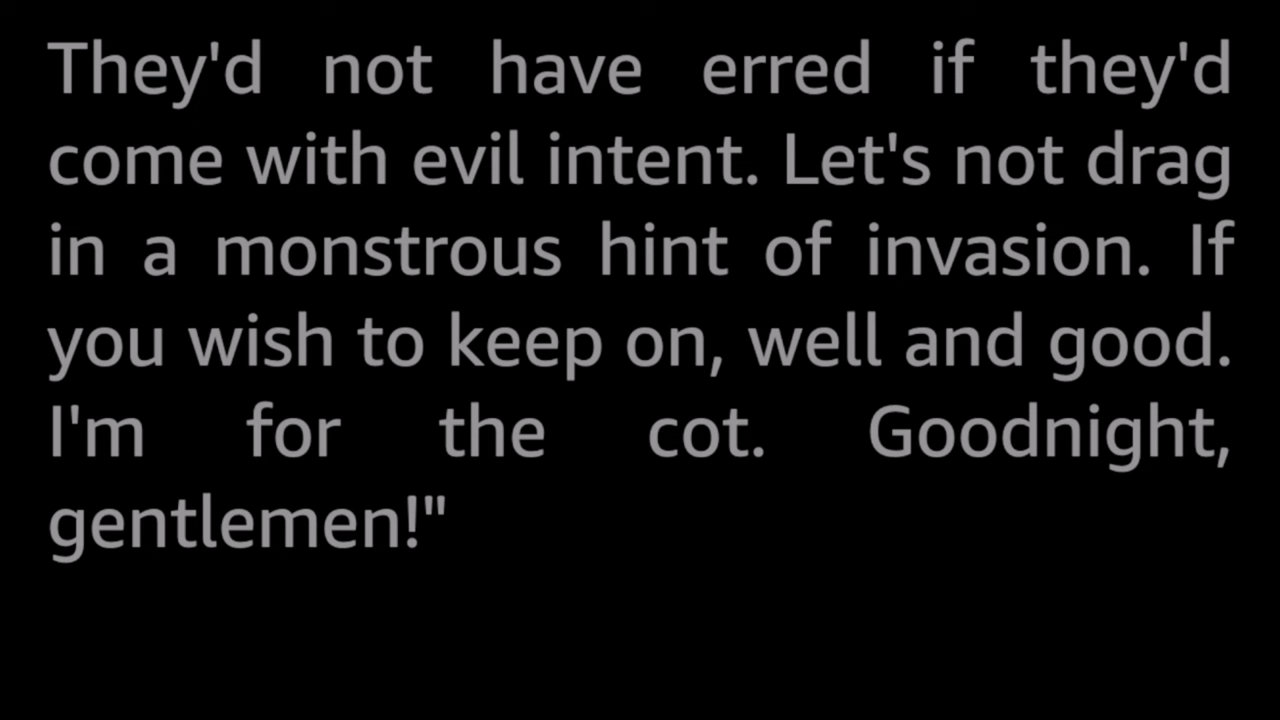 They'd not have erred if they'd
come with evil intent. Let's not drag
in a monstrous hint of invasion. If
you wish to keep on, well and good.
I'm for the cot. Goodnight,
gentlemen!"